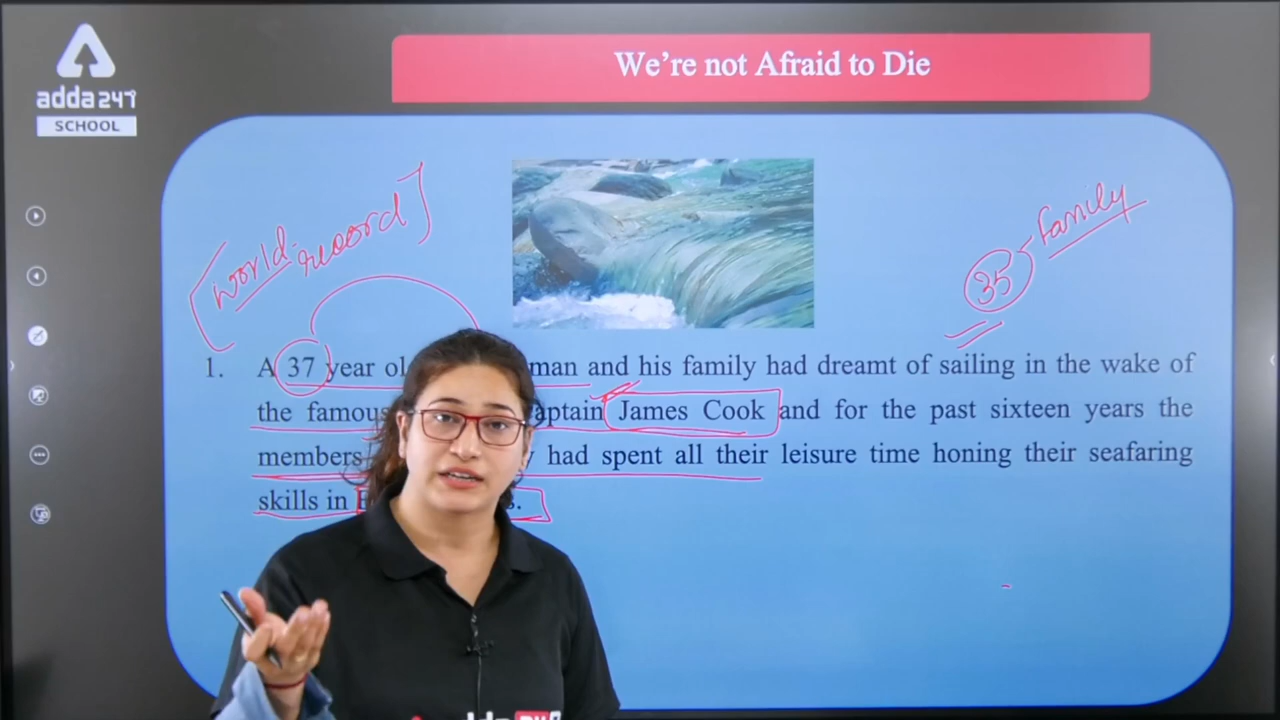 We're not Afraid to Die
adda247
SCHOOL
[world record]
35 - family
1. A 37 year man and his family had dreamt of sailing in the wake of
the famous James Cook and for the past sixteen years the
members had spent all their leisure time honing their seafaring
skills in